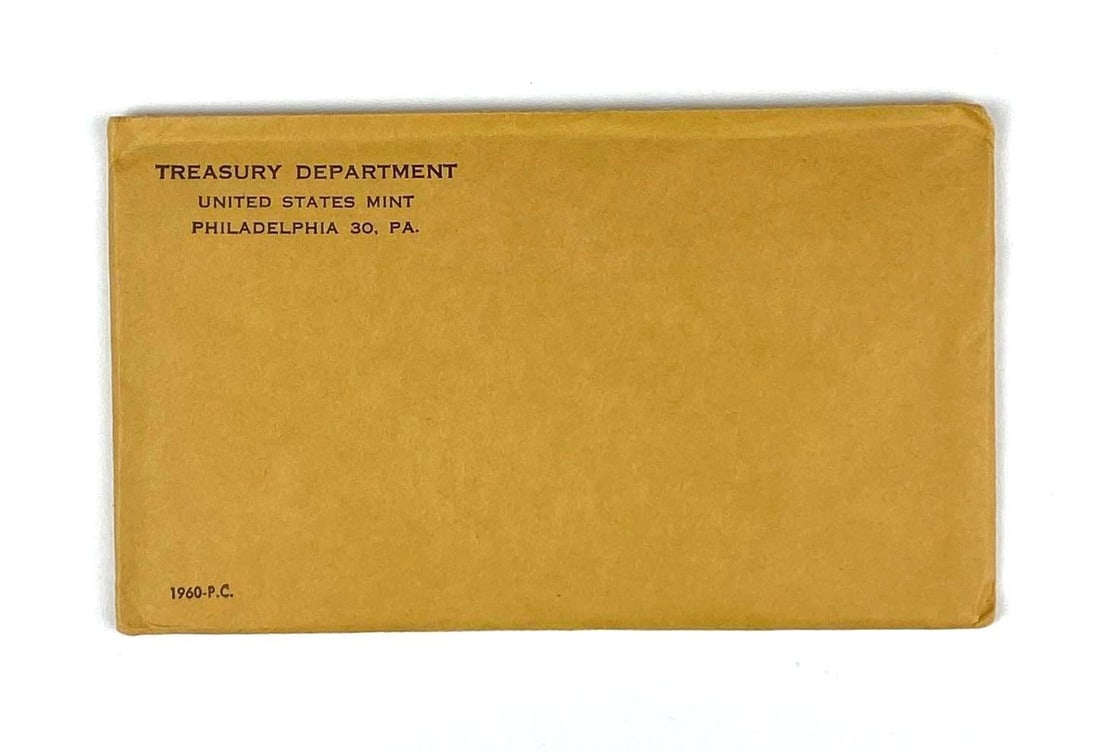 TREASURY DEPARTMENT
UNITED STATES MINT
PHILADELPHIA 30, PA.
1960-P.C.